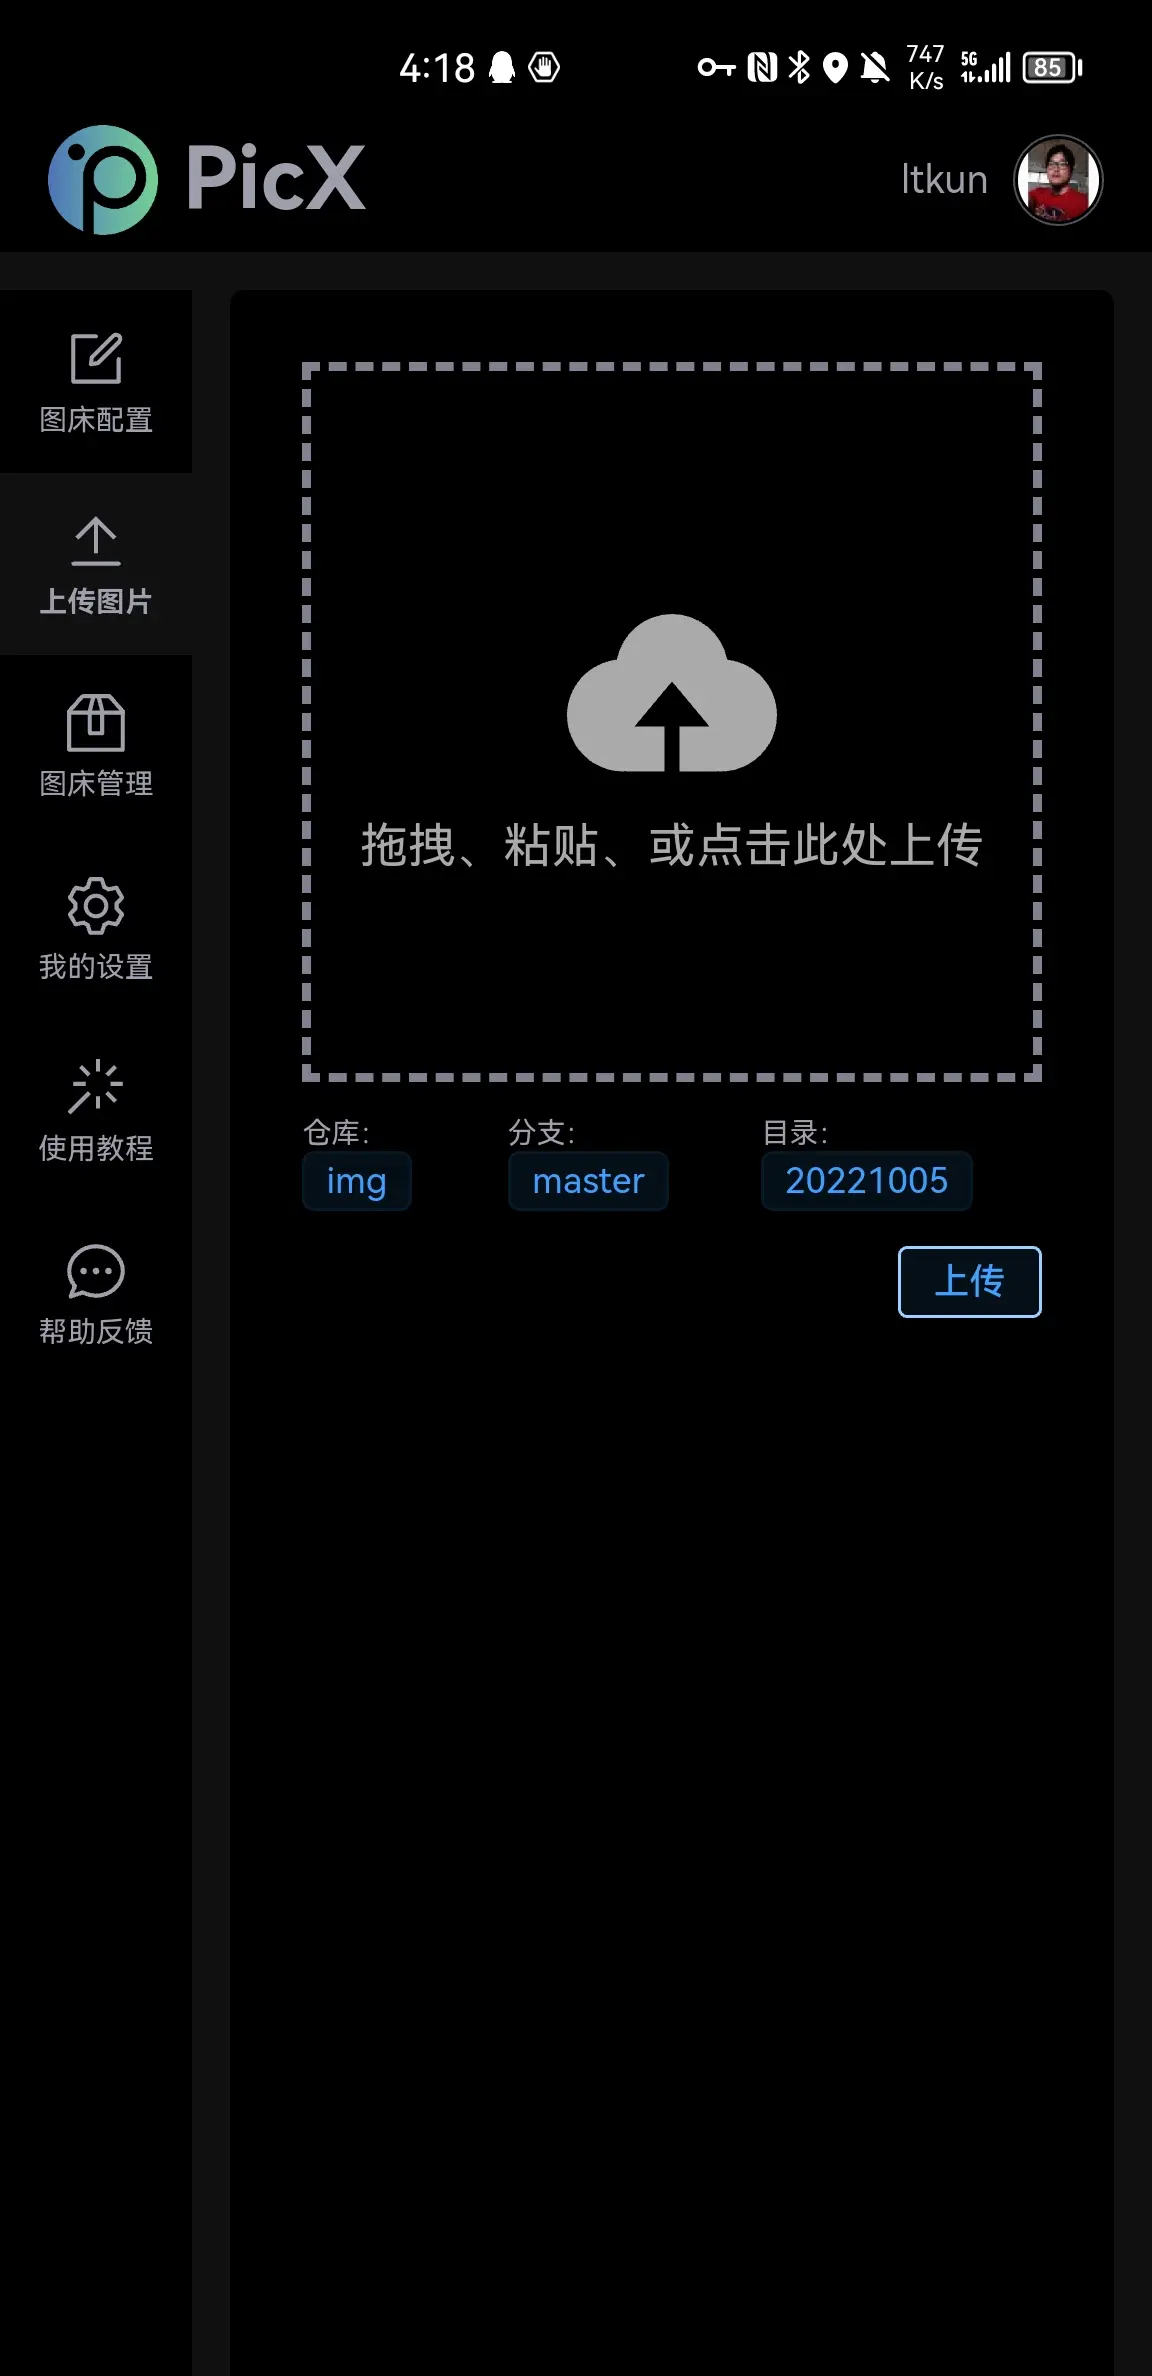 4:18
747
K/s
5G
85
PicX
ltkun
图床配置
上传图片
图床管理
我的设置
使用教程
帮助反馈
拖拽、粘贴、或点击此处上传
仓库: 分支: 目录:
img master 20221005
上传